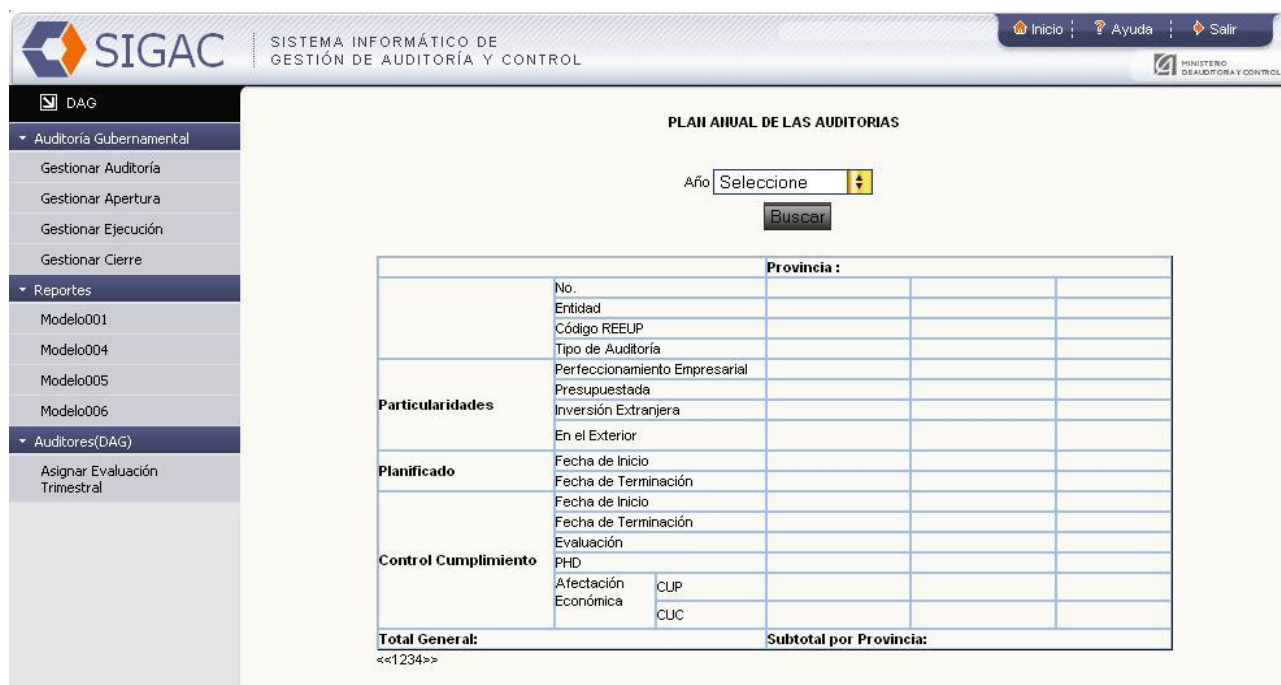 SIGAC
SISTEMA INFORMÁTICO DE
GESTIÓN DE AUDITORÍA Y CONTROL
Inicio
Ayuda
Salir
MINISTERIO
DE AUDITORIA Y CONTROL
DAG
Auditoría Gubernamental
Gestionar Auditoría
Gestionar Apertura
Gestionar Ejecución
Gestionar Cierre
Reportes
Modelo001
Modelo004
Modelo005
Modelo006
Auditores(DAG)
Asignar Evaluación
Trimestral
PLAN ANUAL DE LAS AUDITORIAS
Año Seleccione
Buscar
Provincia :
No.
Entidad
Código REEUP
Tipo de Auditoría
Particularidades
Perfeccionamiento Empresarial
Presupuestada
Inversión Extranjera
En el Exterior
Planificado
Fecha de Inicio
Fecha de Terminación
Control Cumplimiento
Fecha de Inicio
Fecha de Terminación
Evaluación
PHD
Afectación
Económica
CUP
CUC
Total General:
Subtotal por Provincia:
<<1234>>